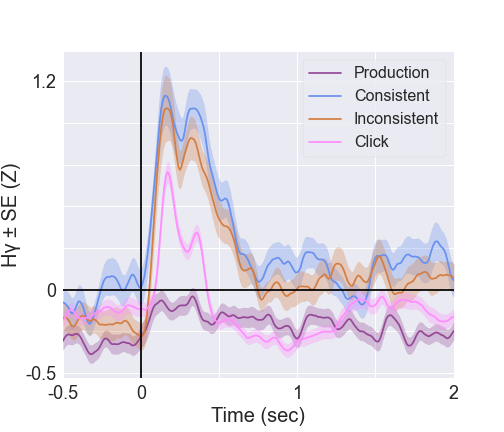 Hγ ± SE (Z)
1.2
0
-0.5
Production
Consistent
Inconsistent
Click
-0.5
0
1
2
Time (sec)